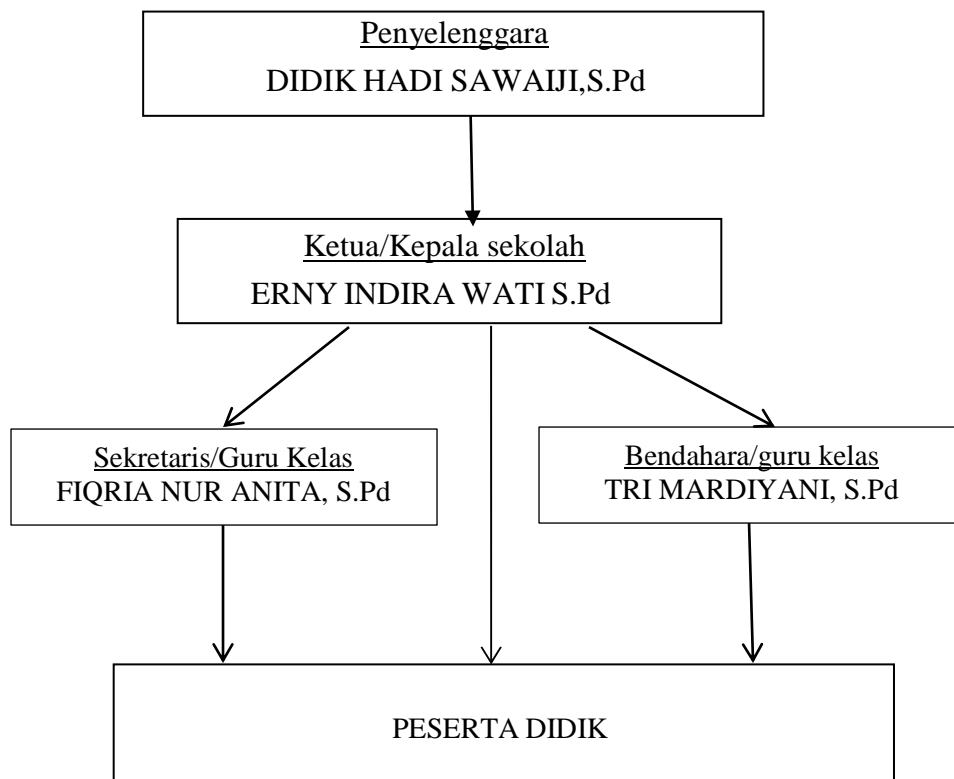 Penyelenggara
DIDIK HADI SAWAIJI,S.Pd
Ketua/Kepala sekolah
ERNY INDIRA WATI S.Pd
Sekretaris/Guru Kelas
FIQRIA NUR ANITA, S.Pd
Bendahara/guru kelas
TRI MARDIYANI, S.Pd
PESERTA DIDIK